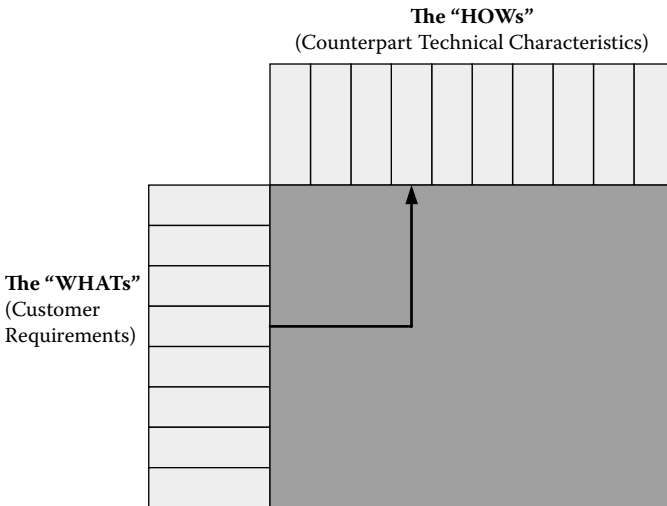 The “HOWs”
(Counterpart Technical Characteristics)
The “WHATs”
(Customer
Requirements)